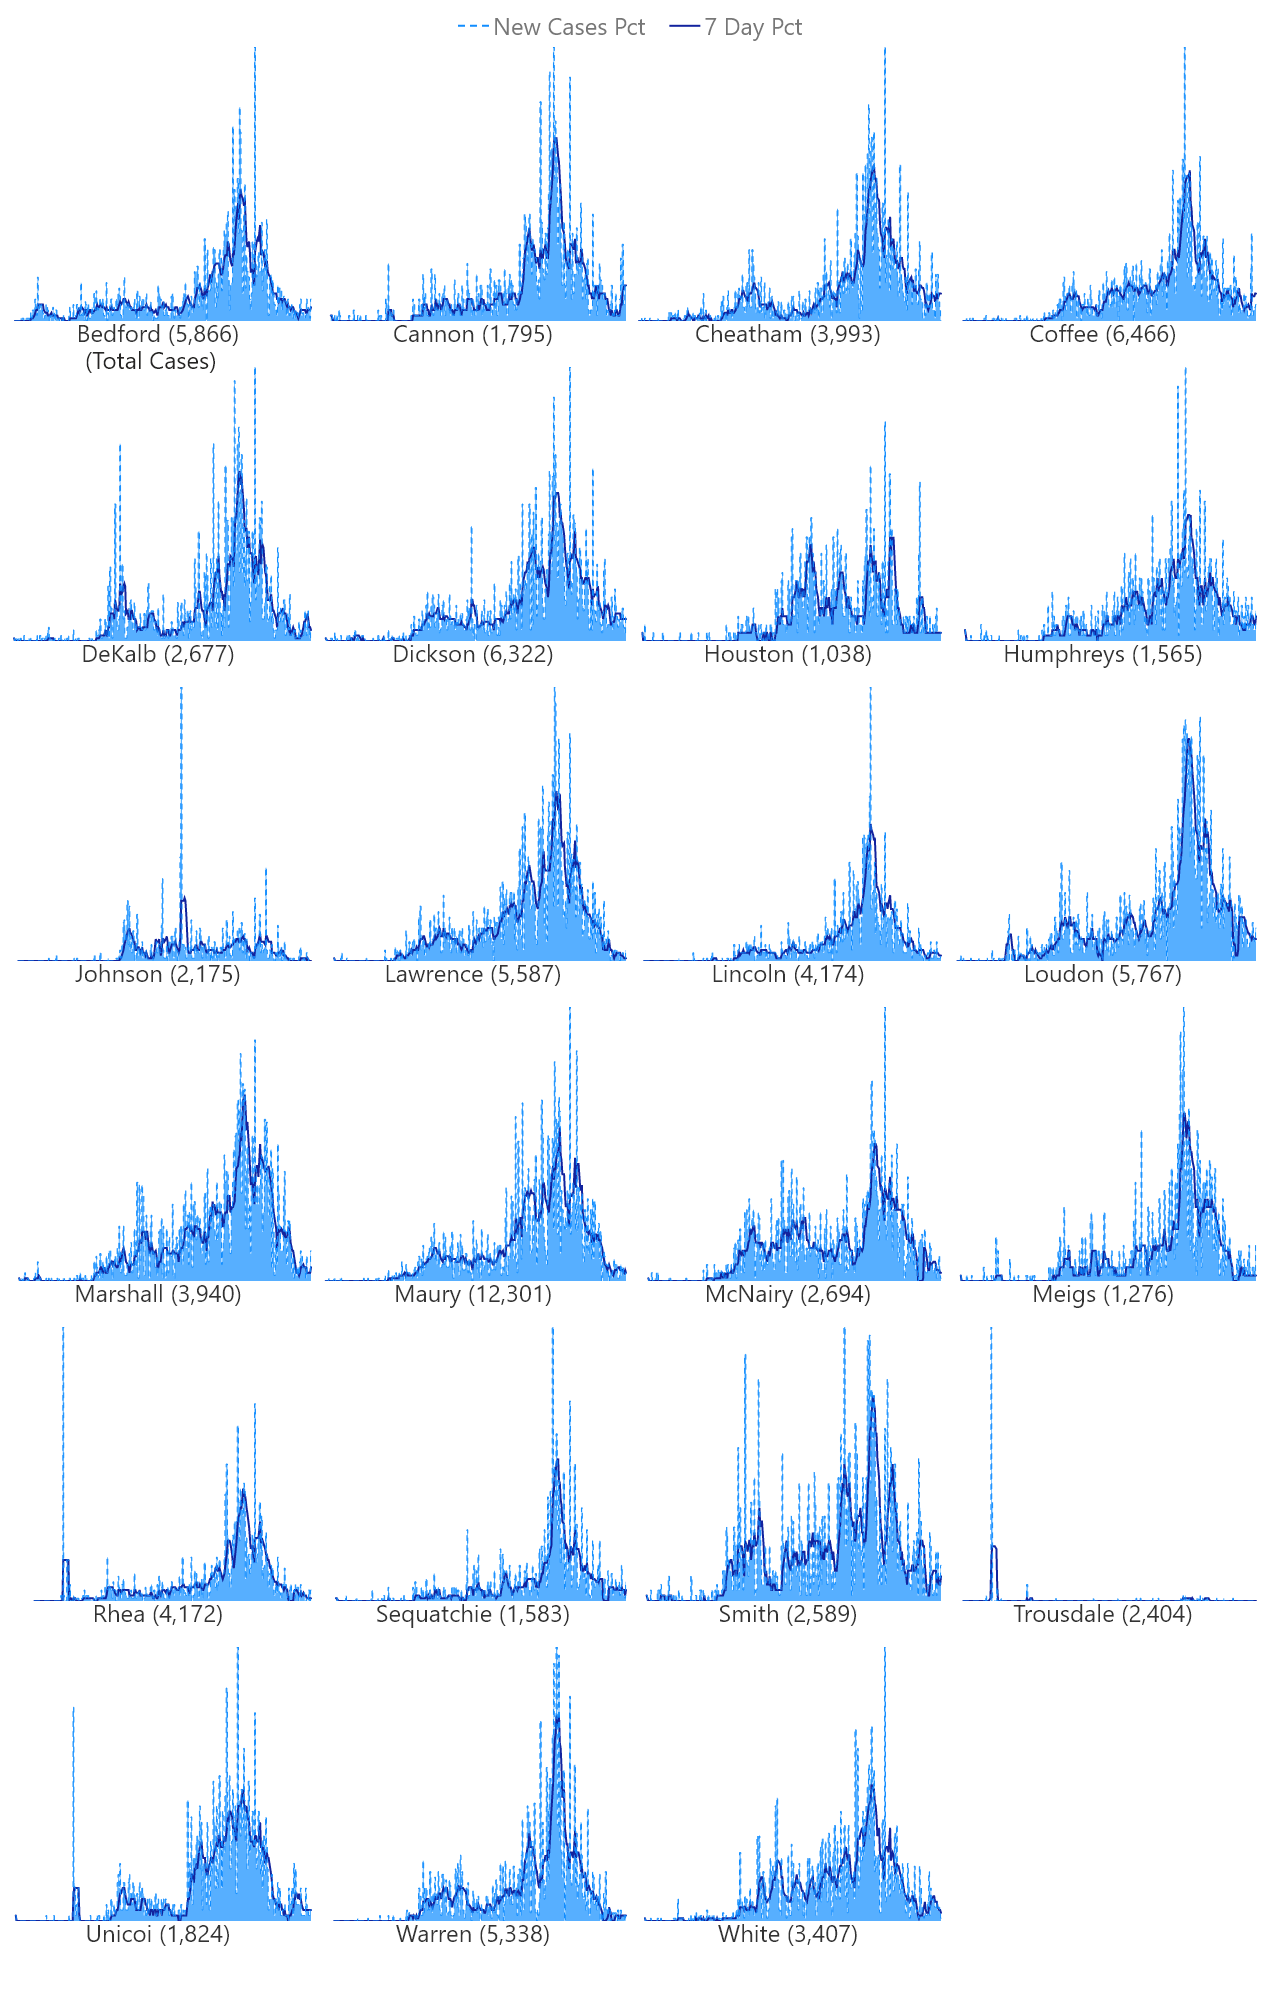 New Cases Pct 7 Day Pct
Bedford (5,866) Cannon (1,795) Cheatham (3,993) Coffee (6,466)
(Total Cases)
DeKalb (2,677) Dickson (6,322) Houston (1,038) Humphreys (1,565)
Johnson (2,175) Lawrence (5,587) Lincoln (4,174) Loudon (5,767)
Marshall (3,940) Maury (12,301) McNairy (2,694) Meigs (1,276)
Rhea (4,172) Sequatchie (1,583) Smith (2,589) Trousdale (2,404)
Unicoi (1,824) Warren (5,338) White (3,407)